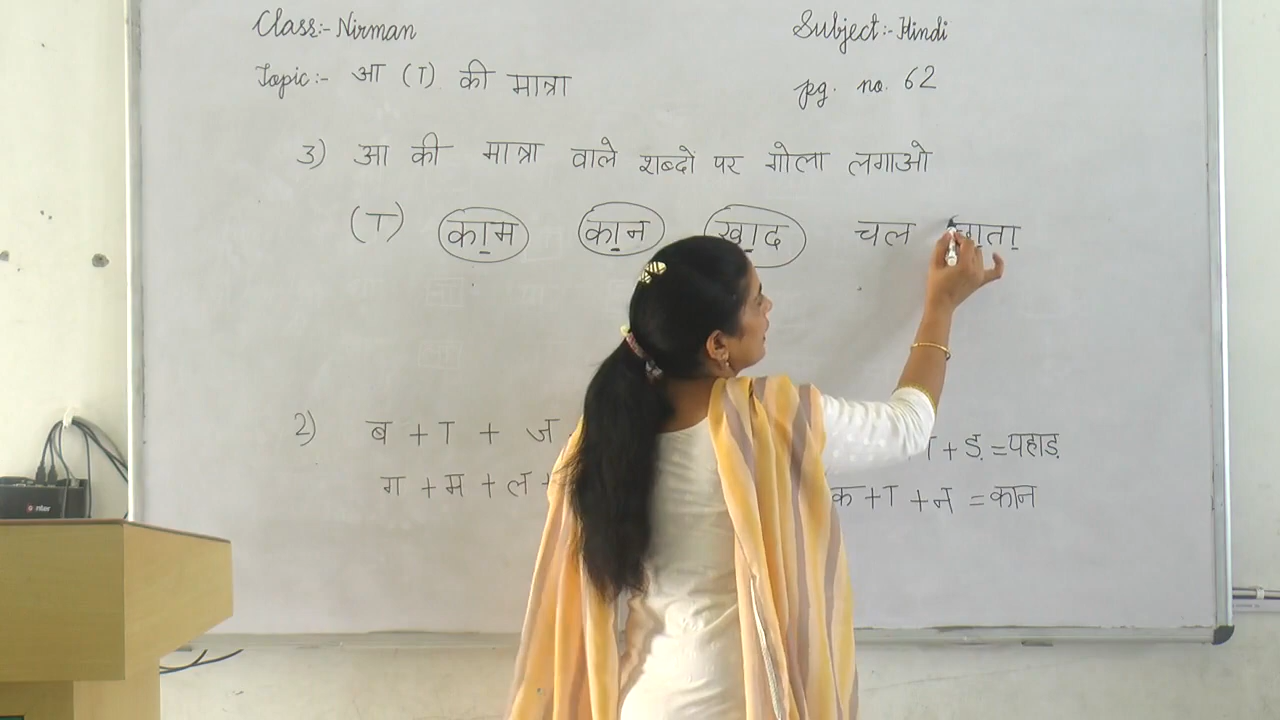 Class:- Nirman
Subject:- Hindi
Topic:- आ (ा) की मात्रा
pg. no. 62
3) आ की मात्रा वाले शब्दों पर गोला लगाओ
(ा) काम कान खाद चल
2) ब + ा + ज
+ ड़ = पहाड़
ग + म + ल +
क + ा + न = कान